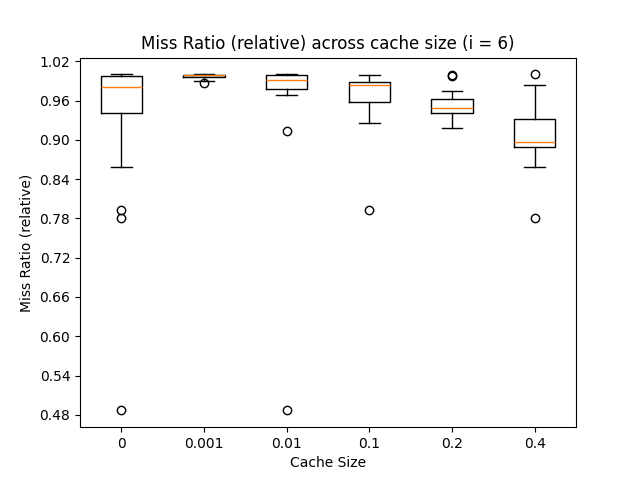 Miss Ratio (relative) across cache size (i = 6)
1.02
0.96
0.90
0.84
0.78
0.72
0.66
0.60
0.54
0.48
Miss Ratio (relative)
0 0.001 0.01 0.1 0.2 0.4
Cache Size